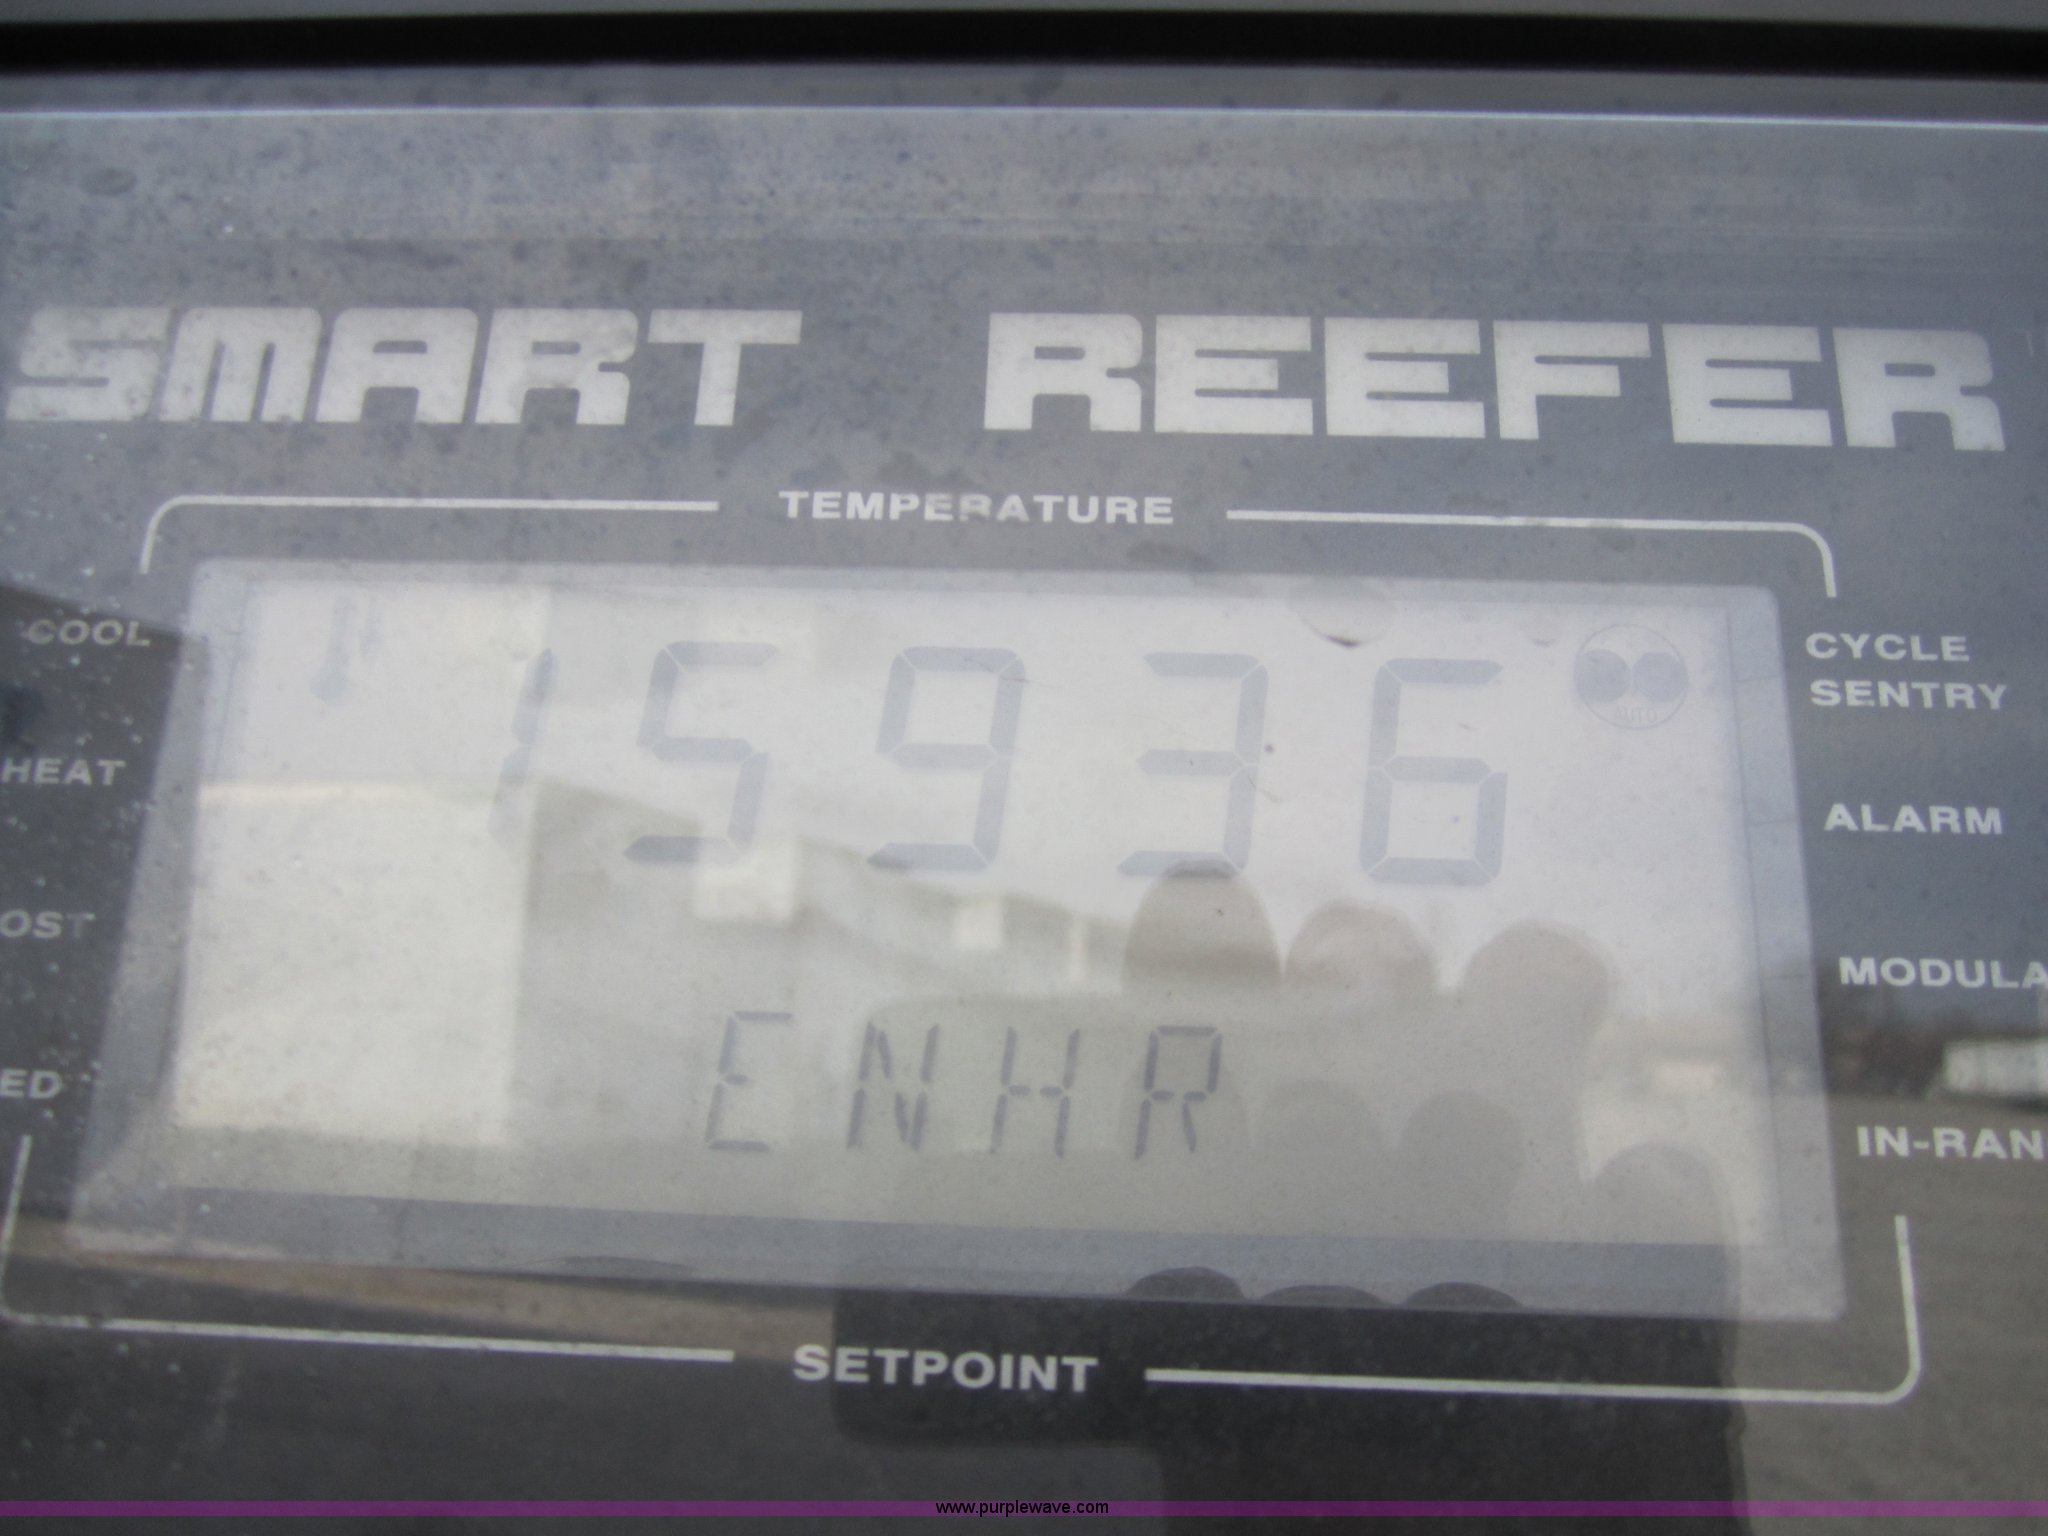 SMART REEFER
TEMPERATURE
COOL
HEAT
OST
ED
15936
AUTO
CYCLE
SENTRY
ALARM
MODULA
IN-RAN
ENHR
SETPOINT
www.purplewave.com